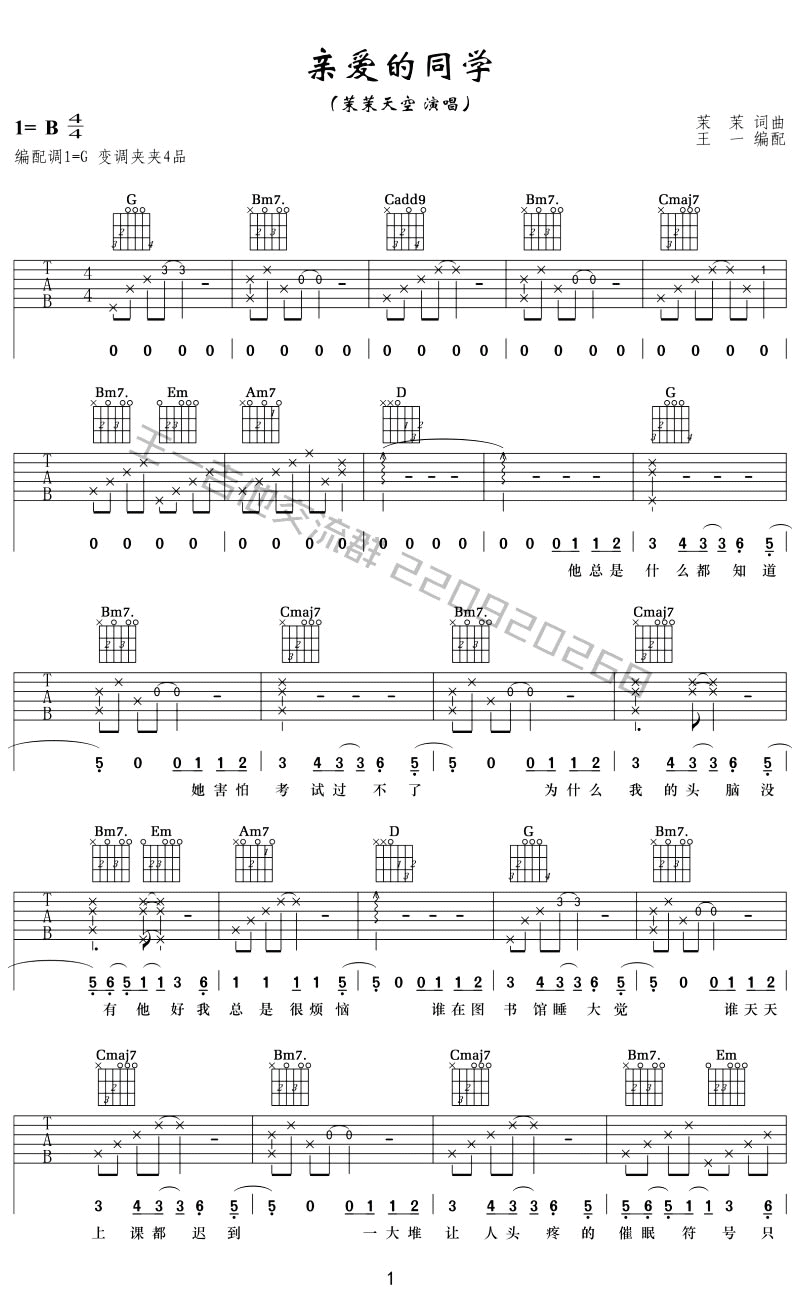 亲爱的同学
（茉茉天空 演唱）
1= B 4/4
茉 茉 词曲
王 一 编配
编配调1=G 变调夹夹4品
G Bm7. Cadd9 Bm7. Cmaj7
T A B 4/4
0 0 0 0 0 0 0 0 0 0 0 0 0 0 0 0 0 0 0 0
Bm7. Em Am7 D G
T A B
0 0 0 0 0 0 0 0 0 0 0 0 0 0 0 1 1 2 3 4 3 3 6 5
他总是 什么都 知道
Bm7. Cmaj7 Bm7. Cmaj7
T A B
5 0 0 1 1 2 3 4 3 3 6 5 5 0 0 1 1 2 3 4 3 3 6 5
她害怕 考试过 不了 为什么 我的头 脑没
Bm7. Em Am7 D G Bm7.
T A B
5 6 5 1 1 3 6 1 1 1 1 5 5 0 0 1 1 2 3 4 3 3 6 5 5 0 0 1 1 2
有他好我 总是很烦恼 谁在图 书馆睡大觉 谁天天
Cmaj7 Bm7. Cmaj7 Bm7. Em
T A B
3 4 3 3 6 5 5 0 0 1 1 2 3 4 3 3 6 5 5 6 5 5 5 1 5
上课都 迟到 一大堆 让人头疼的 催眠符号只
王一吉他交流群 220920268
1